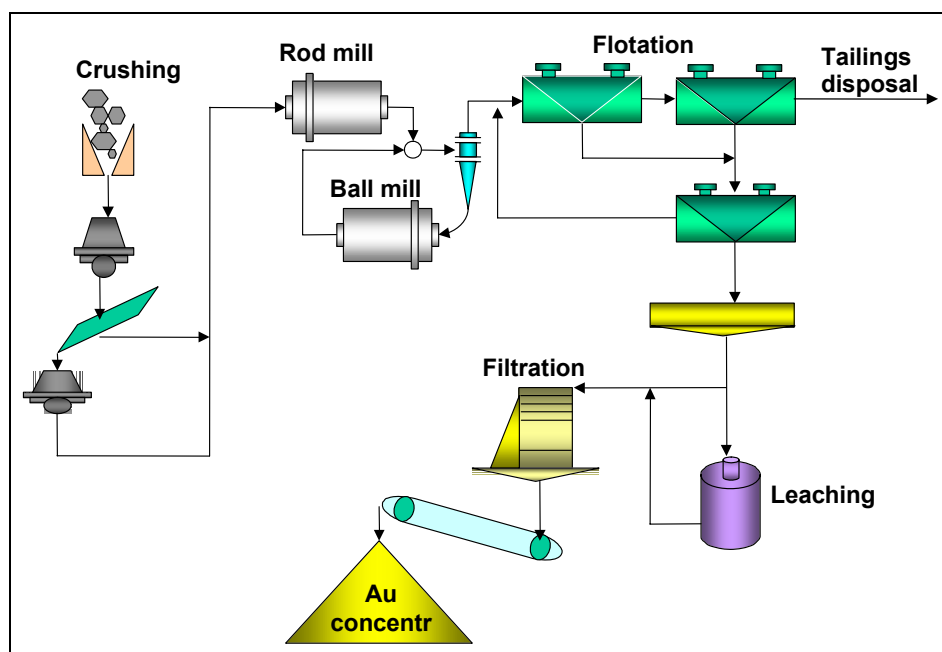 Crushing
Rod mill
Flotation
Tailings
disposal
Ball mill
Filtration
Leaching
Au
concentr